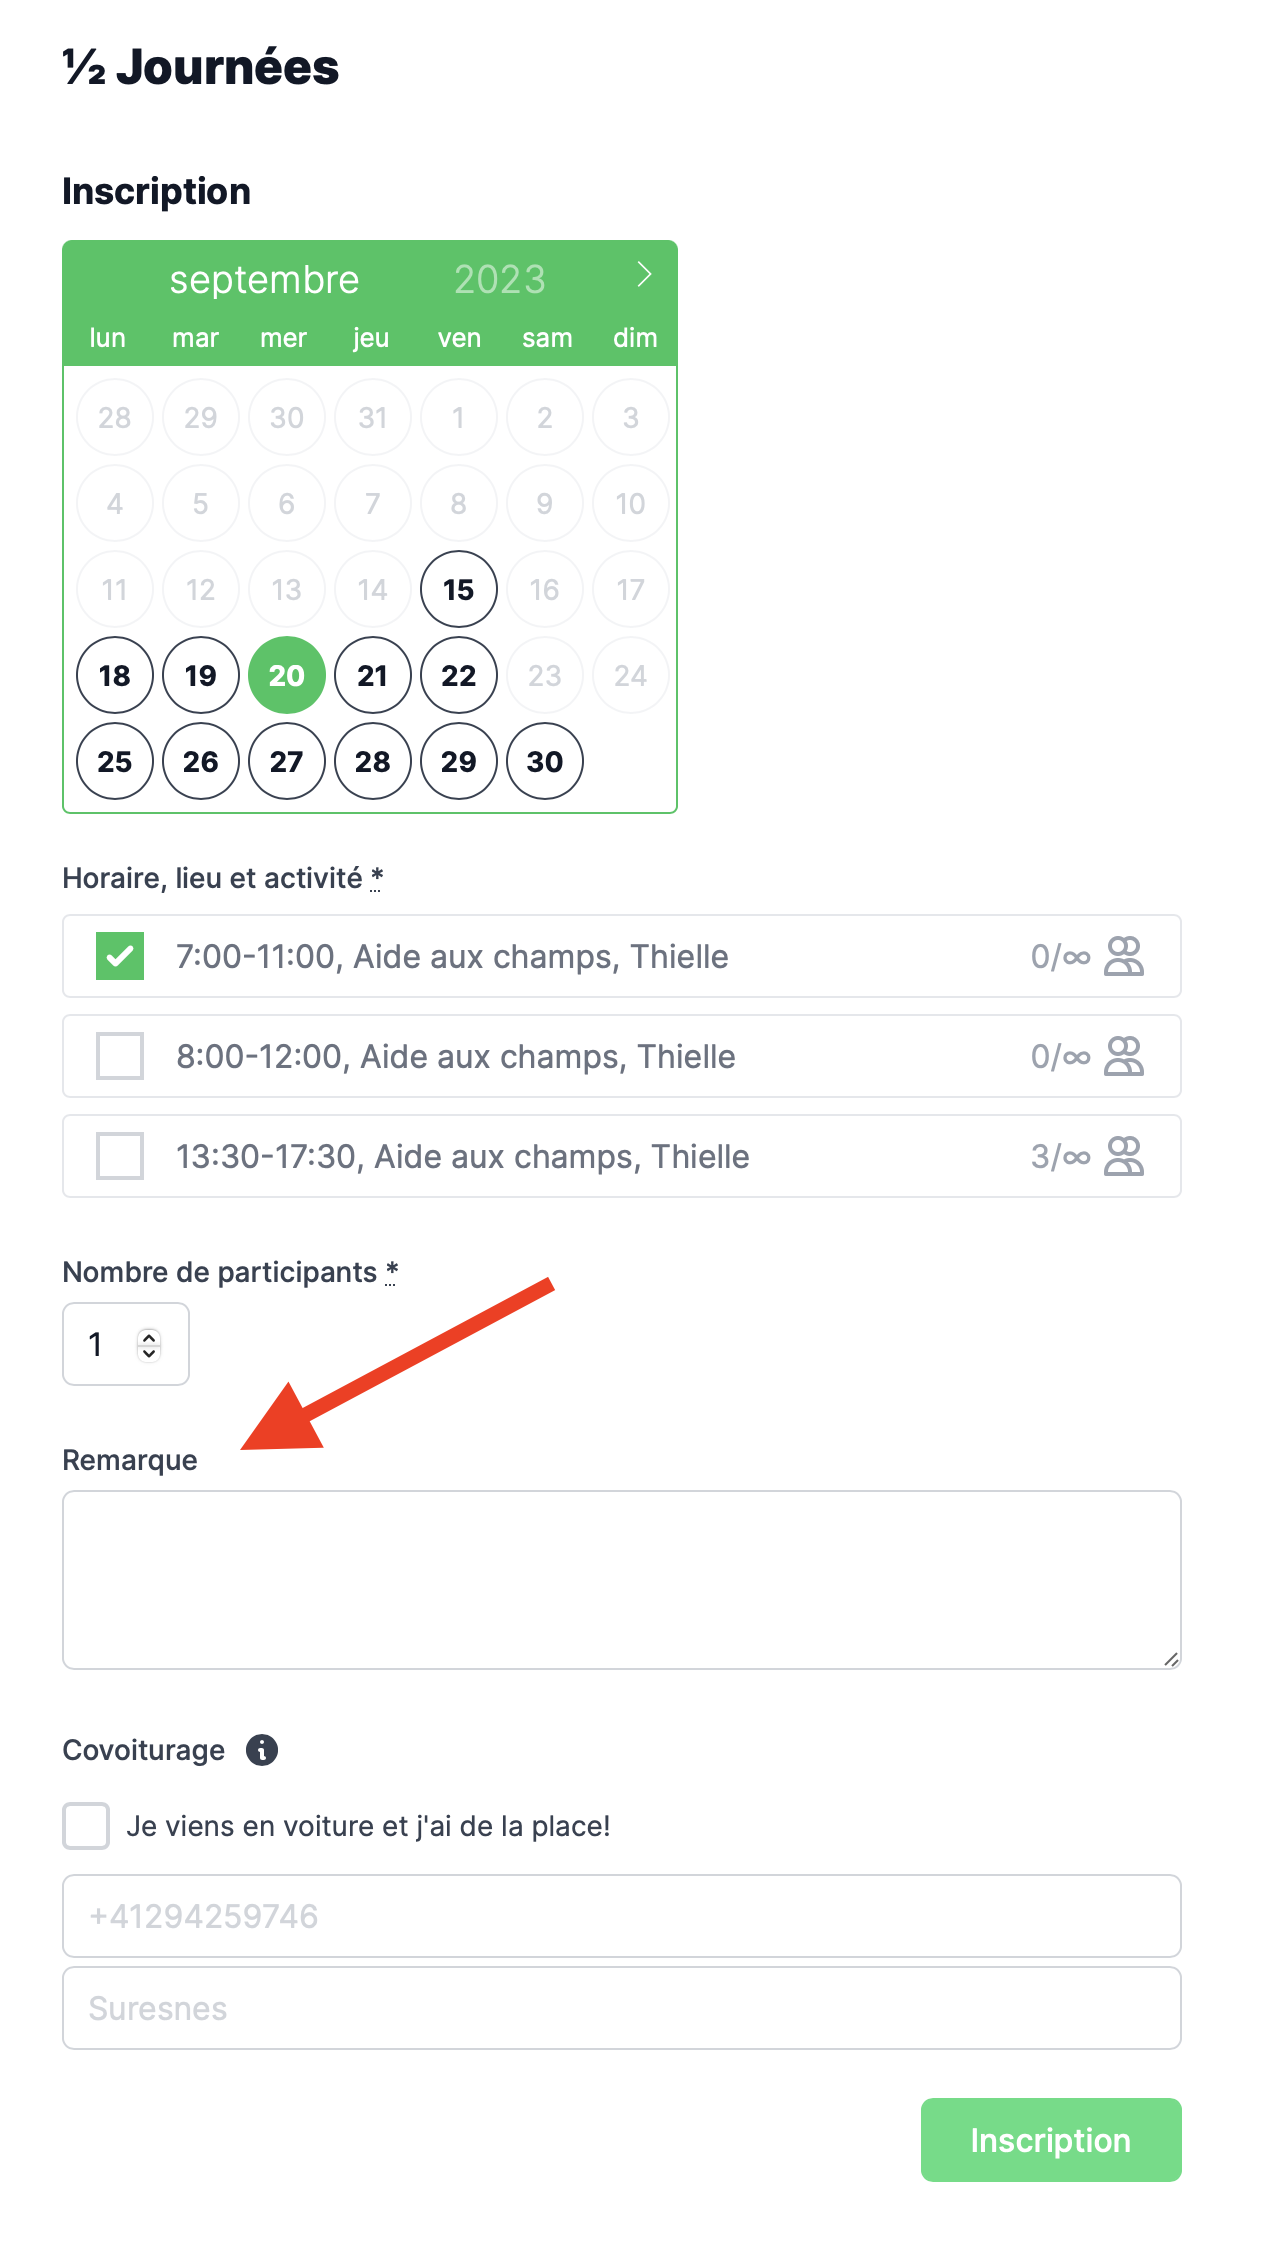 ½ Journées
Inscription
septembre 2023
lun mar mer jeu ven sam dim
28 29 30 31 1 2 3
4 5 6 7 8 9 10
11 12 13 14 15 16 17
18 19 20 21 22 23 24
25 26 27 28 29 30
Horaire, lieu et activité *
7:00-11:00, Aide aux champs, Thielle 0/∞
8:00-12:00, Aide aux champs, Thielle 0/∞
13:30-17:30, Aide aux champs, Thielle 3/∞
Nombre de participants *
1
Remarque
Covoiturage
Je viens en voiture et j'ai de la place!
+41294259746
Suresnes
Inscription